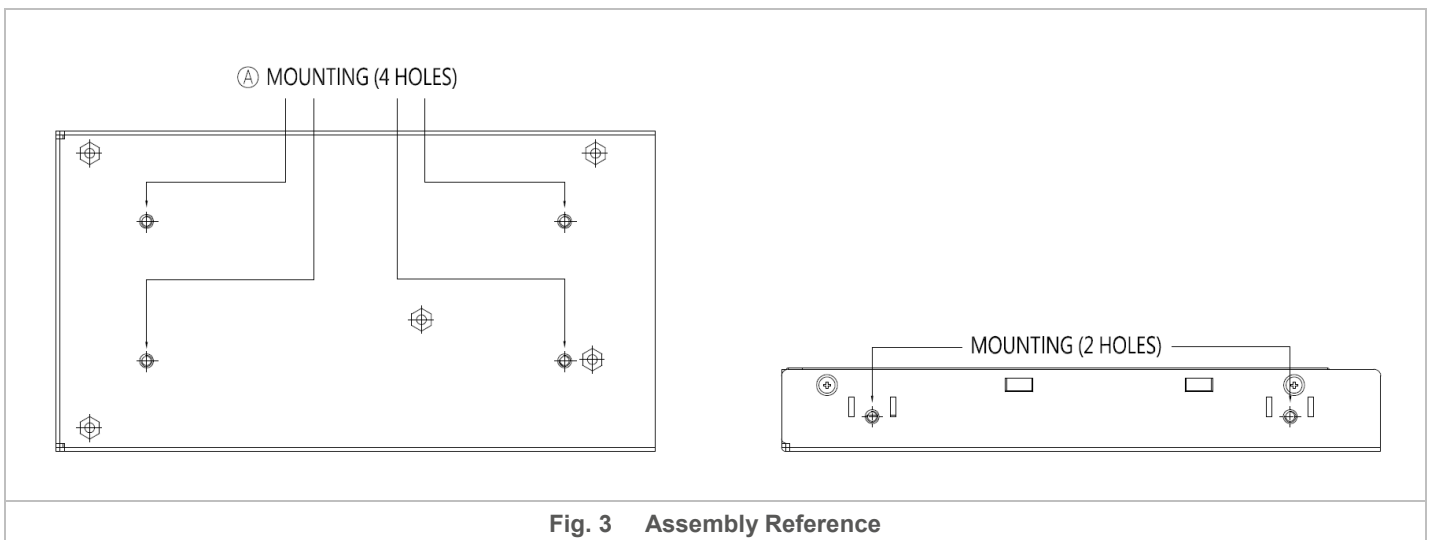 Ⓐ MOUNTING (4 HOLES)
MOUNTING (2 HOLES)
Fig. 3 Assembly Reference